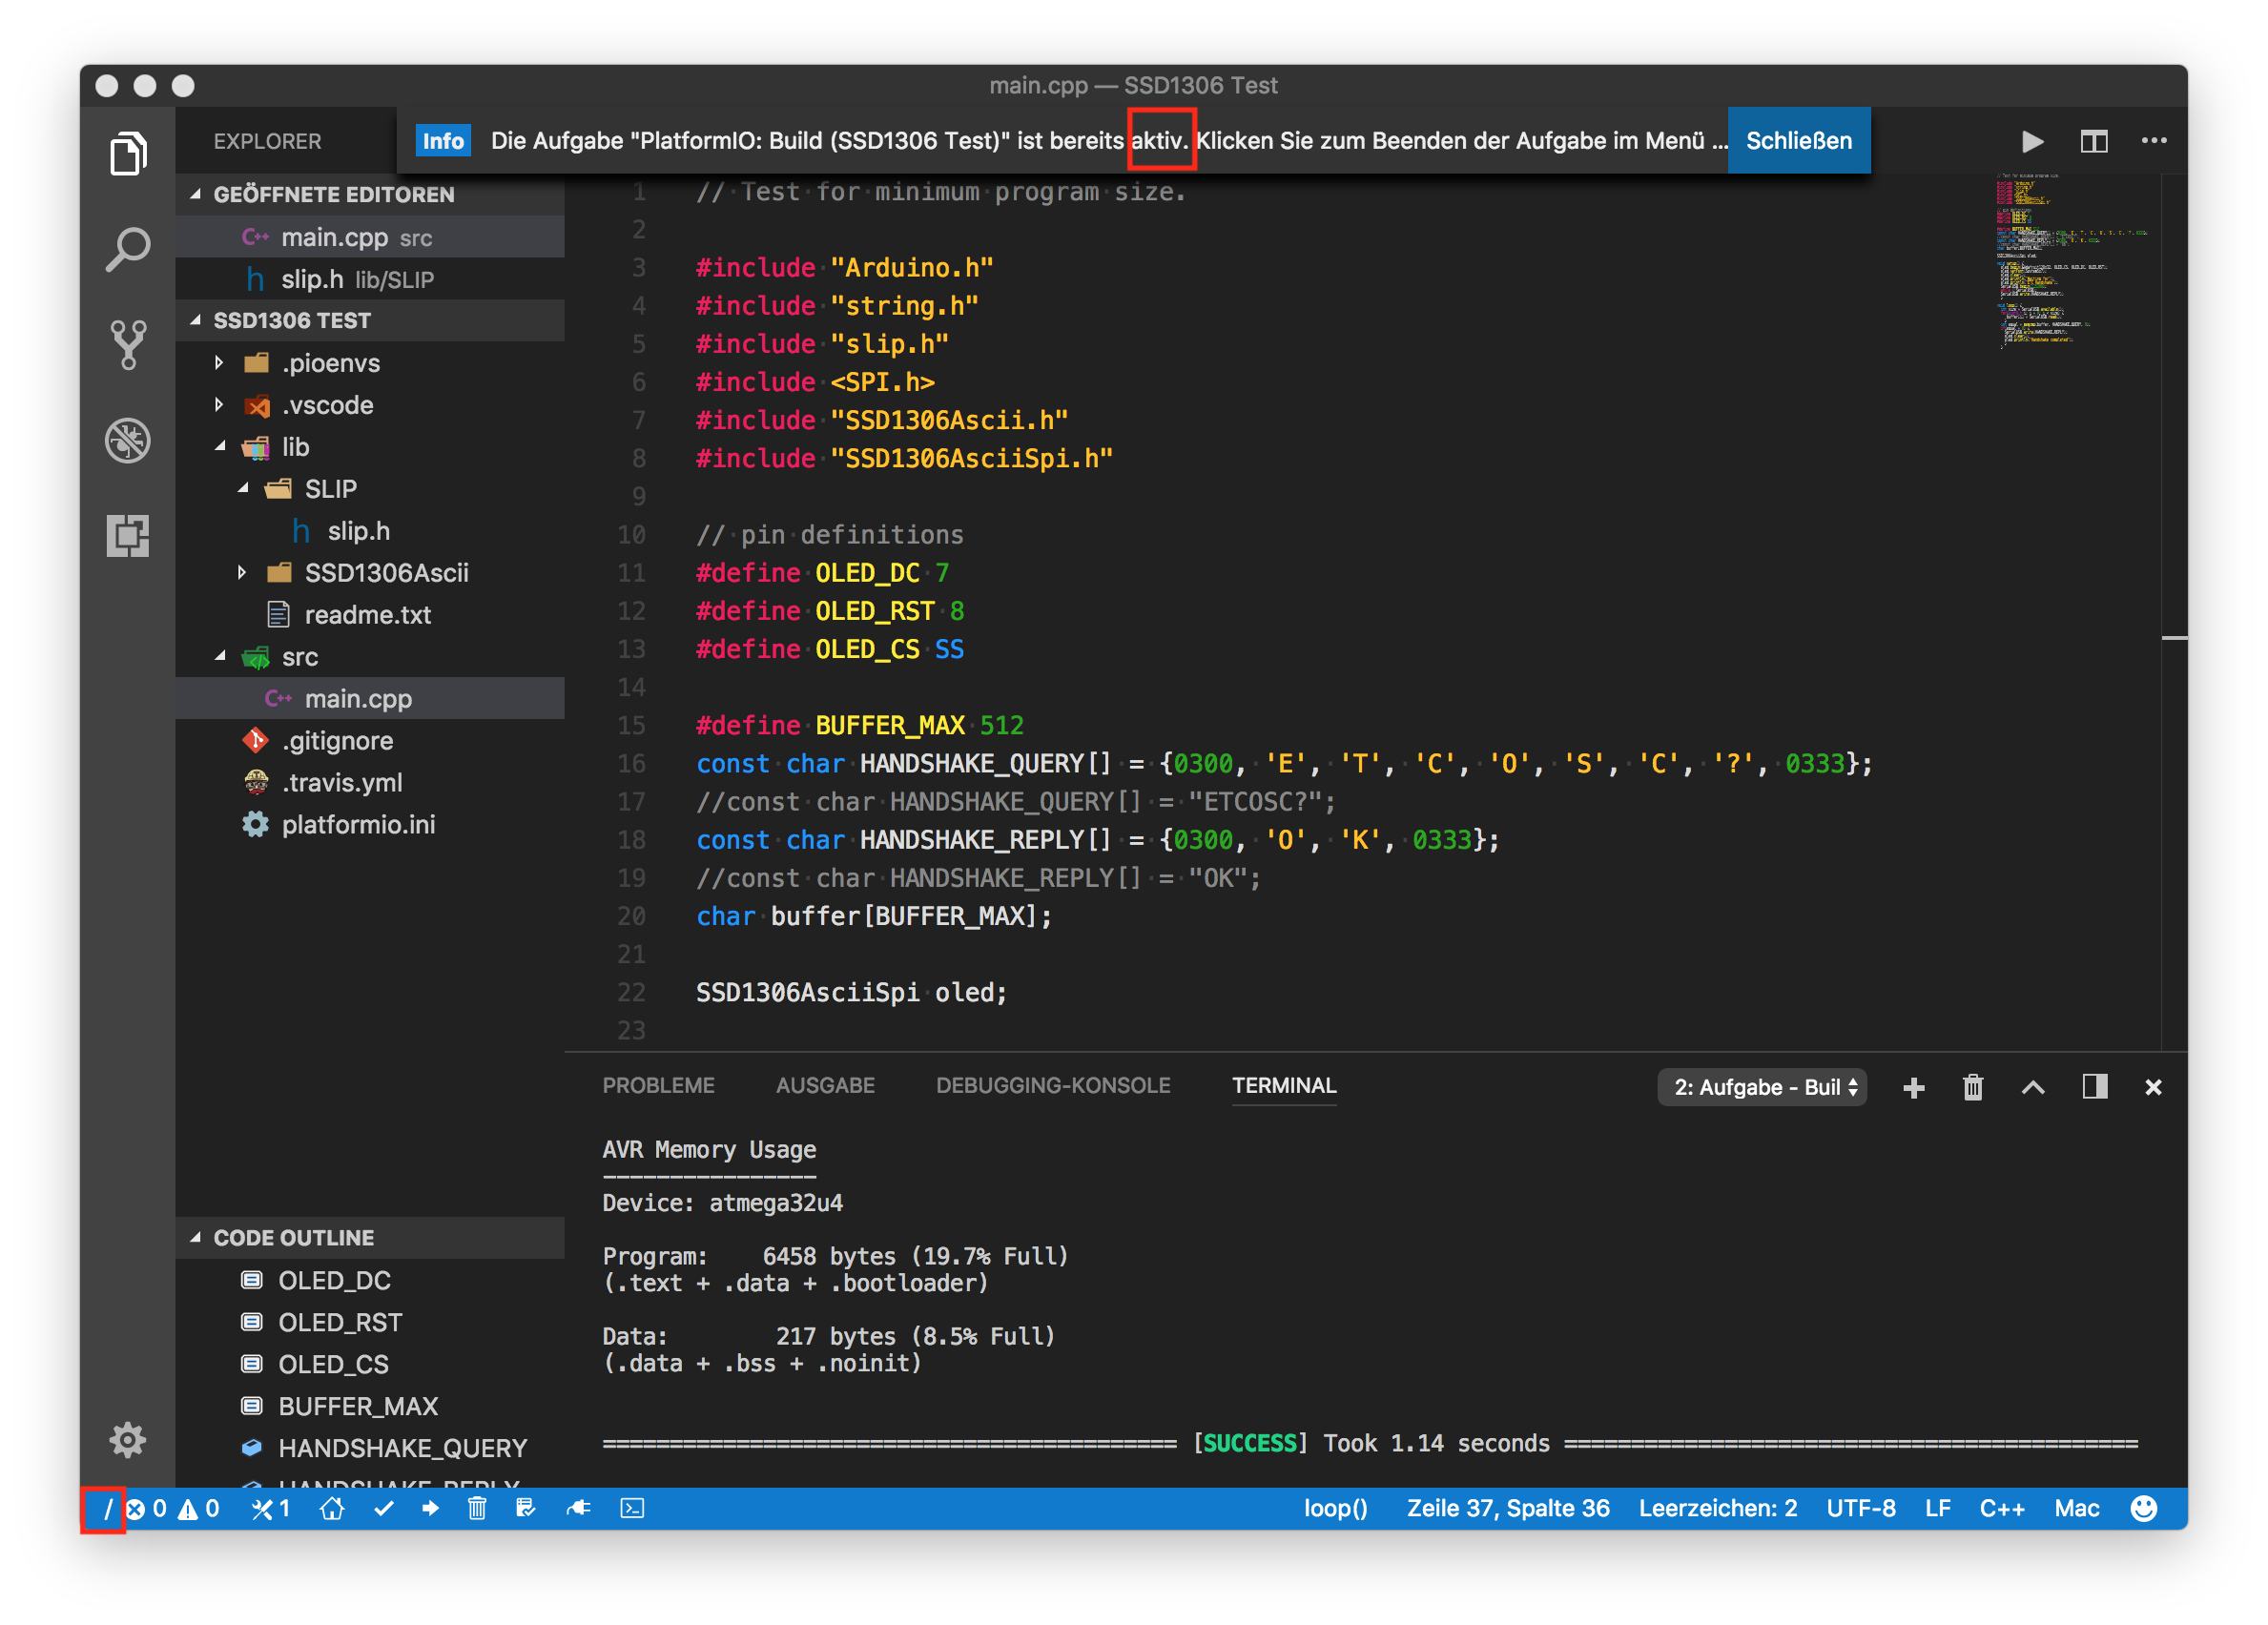 main.cpp — SSD1306 Test
EXPLORER
Info Die Aufgabe "PlatformIO: Build (SSD1306 Test)" ist bereits aktiv. Klicken Sie zum Beenden der Aufgabe im Menü ... Schließen
GEÖFFNETE EDITOREN
C++ main.cpp src
h slip.h lib/SLIP
SSD1306 TEST
.pioenvs
.vscode
lib
SLIP
h slip.h
SSD1306Ascii
readme.txt
src
C++ main.cpp
.gitignore
.travis.yml
platformio.ini
CODE OUTLINE
OLED_DC
OLED_RST
OLED_CS
BUFFER_MAX
HANDSHAKE_QUERY
HANDSHAKE_REPLY
1 // Test for minimum program size.
2
3 #include "Arduino.h"
4 #include "string.h"
5 #include "slip.h"
6 #include <SPI.h>
7 #include "SSD1306Ascii.h"
8 #include "SSD1306AsciiSpi.h"
9
10 // pin definitions
11 #define OLED_DC 7
12 #define OLED_RST 8
13 #define OLED_CS SS
14
15 #define BUFFER_MAX 512
16 const char HANDSHAKE_QUERY[] = {0300, 'E', 'T', 'C', 'O', 'S', 'C', '?', 0333};
17 //const char HANDSHAKE_QUERY[] = "ETCOSC?";
18 const char HANDSHAKE_REPLY[] = {0300, 'O', 'K', 0333};
19 //const char HANDSHAKE_REPLY[] = "OK";
20 char buffer[BUFFER_MAX];
21
22 SSD1306AsciiSpi oled;
23
PROBLEME AUSGABE DEBUGGING-KONSOLE TERMINAL 2: Aufgabe - Buil
AVR Memory Usage
----------------
Device: atmega32u4
Program: 6458 bytes (19.7% Full)
(.text + .data + .bootloader)
Data: 217 bytes (8.5% Full)
(.data + .bss + .noinit)
=========================================== [SUCCESS] Took 1.14 seconds ===========================================
/ 0 0 1 loop() Zeile 37, Spalte 36 Leerzeichen: 2 UTF-8 LF C++ Mac